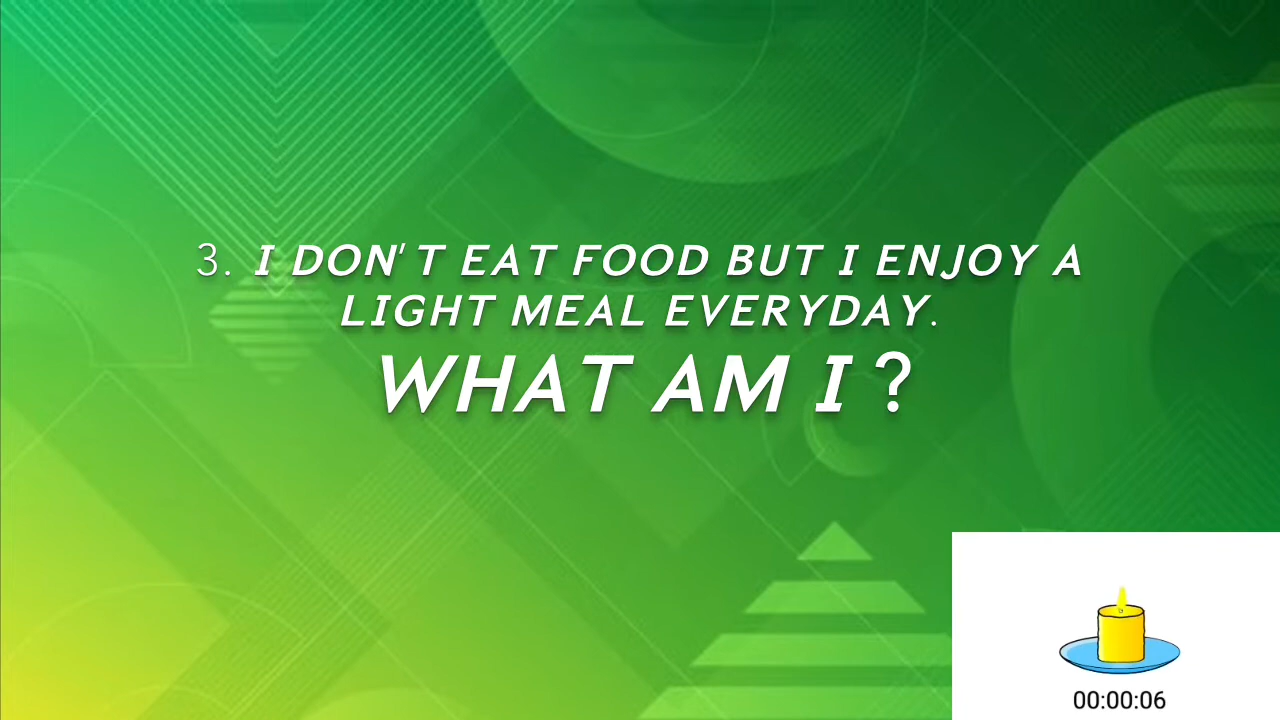 3. I DON'T EAT FOOD BUT I ENJOY A
LIGHT MEAL EVERYDAY.
WHAT AM I ?
00:00:06